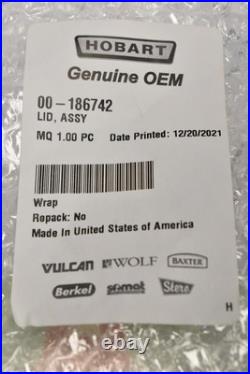 HOBART
Genuine OEM
00-186742
LID, ASSY
MQ 1.00 PC Date Printed: 12/20/2021
Wrap
Repack: No
Made In United States of America
VULCAN WOLF BAXTER
Berkel somat Stero
H